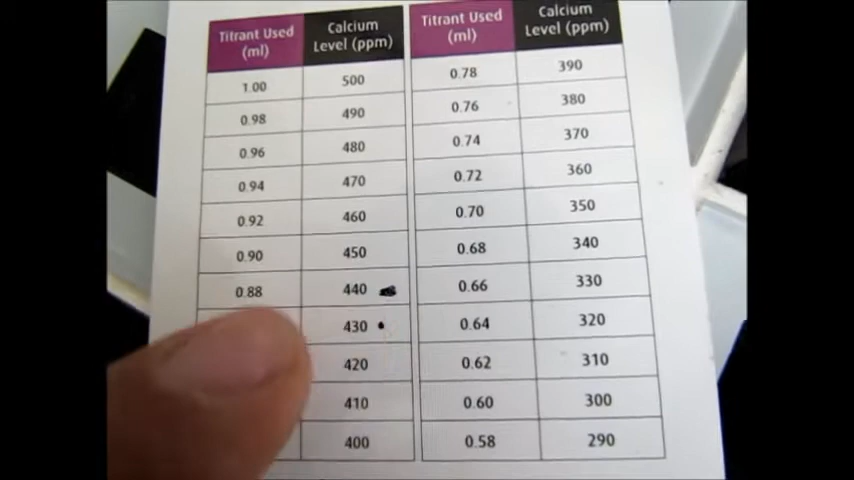 Titrant Used (ml) Calcium Level (ppm) Titrant Used (ml) Calcium Level (ppm)
1.00 500 0.78 390
0.98 490 0.76 380
0.96 480 0.74 370
0.94 470 0.72 360
0.92 460 0.70 350
0.90 450 0.68 340
0.88 440 0.66 330
430 0.64 320
420 0.62 310
410 0.60 300
400 0.58 290